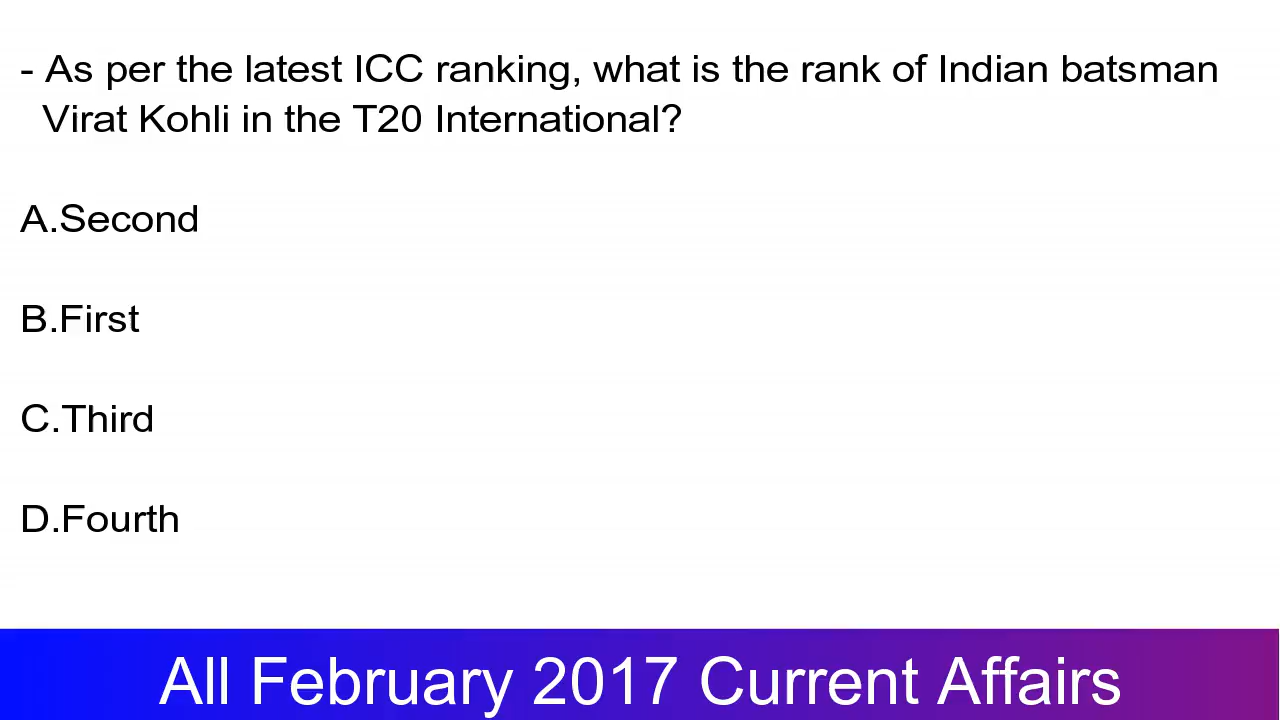 - As per the latest ICC ranking, what is the rank of Indian batsman
Virat Kohli in the T20 International?
A.Second
B.First
C.Third
D.Fourth
All February 2017 Current Affairs